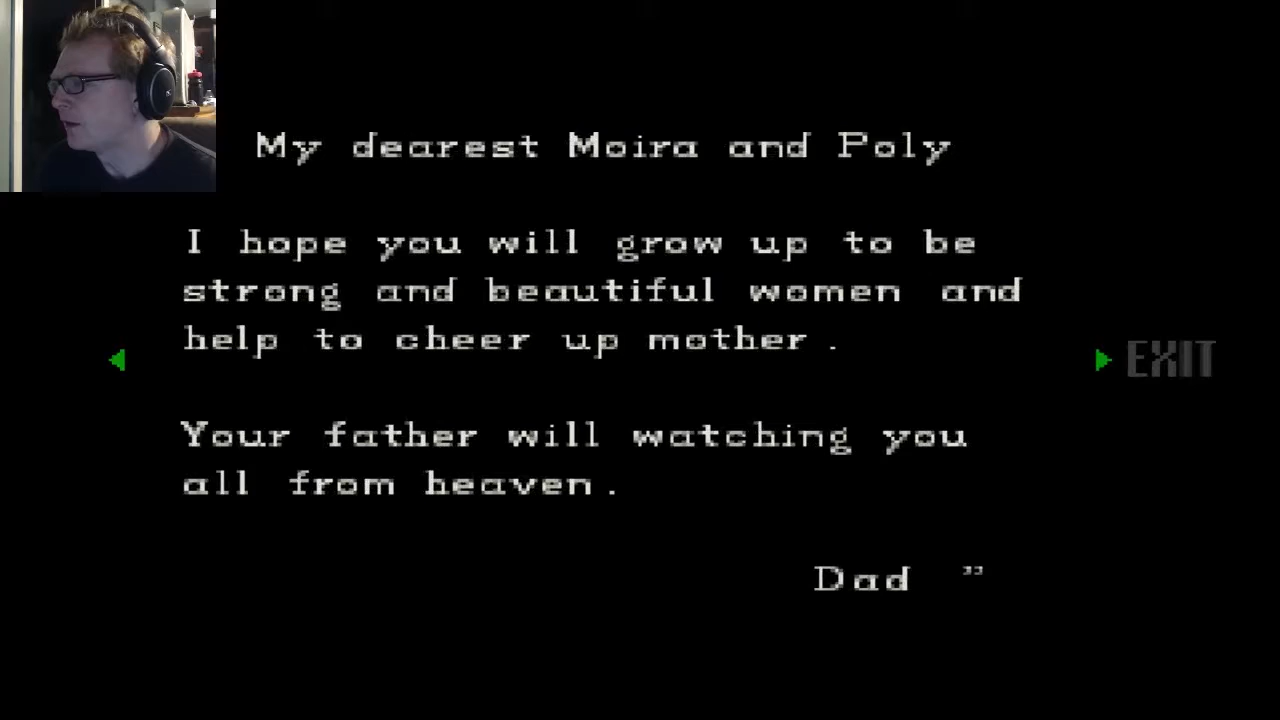 My dearest Moira and Poly
I hope you will grow up to be
strong and beautiful women and
help to cheer up mother .
EXIT
Your father will watching you
all from heaven .
Dad ”